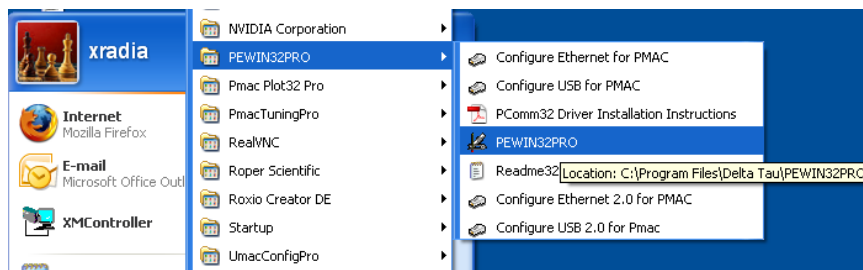 xradia
Internet
Mozilla Firefox
E-mail
Microsoft Office Outl
XMController
NVIDIA Corporation
PEWIN32PRO
Pmac Plot32 Pro
PmacTuningPro
RealVNC
Roper Scientific
Roxio Creator DE
Startup
UmacConfigPro
Configure Ethernet for PMAC
Configure USB for PMAC
PComm32 Driver Installation Instructions
PEWIN32PRO
Readme32
Location: C:\Program Files\Delta Tau\PEWIN32PRO
Configure Ethernet 2.0 for PMAC
Configure USB 2.0 for Pmac